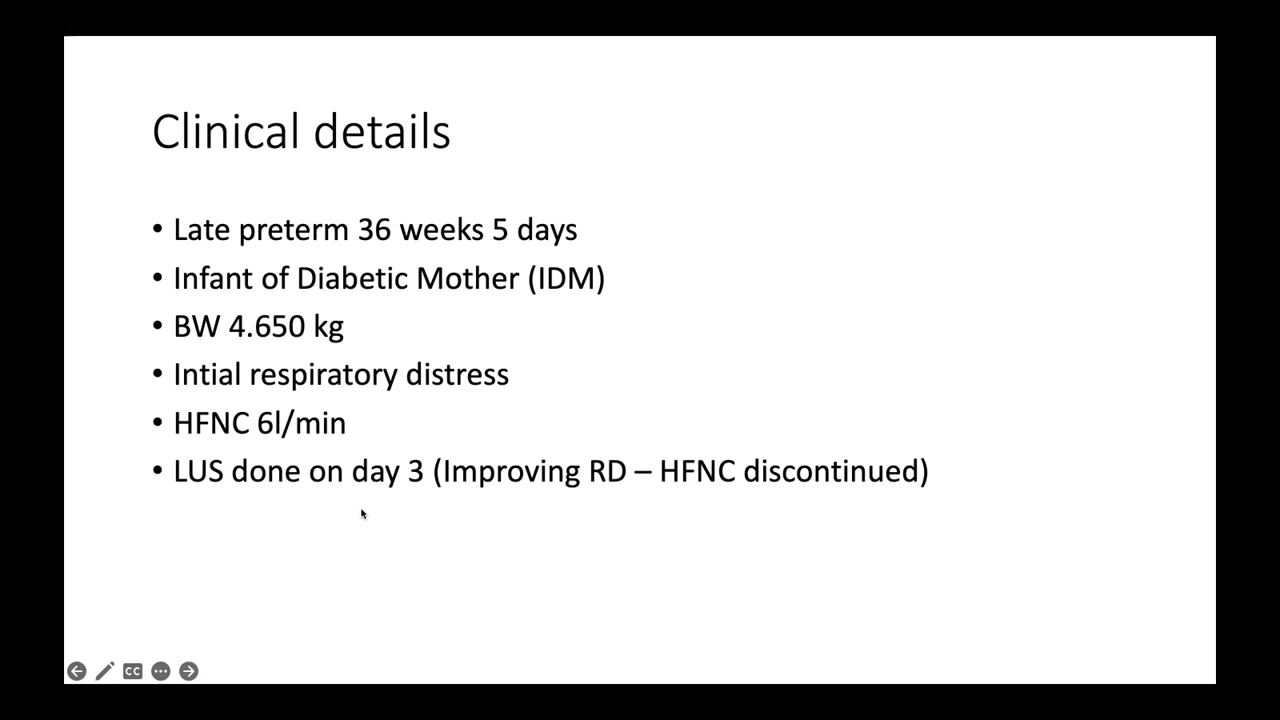 Clinical details
• Late preterm 36 weeks 5 days
• Infant of Diabetic Mother (IDM)
• BW 4.650 kg
• Intial respiratory distress
• HFNC 6l/min
• LUS done on day 3 (Improving RD – HFNC discontinued)
CC